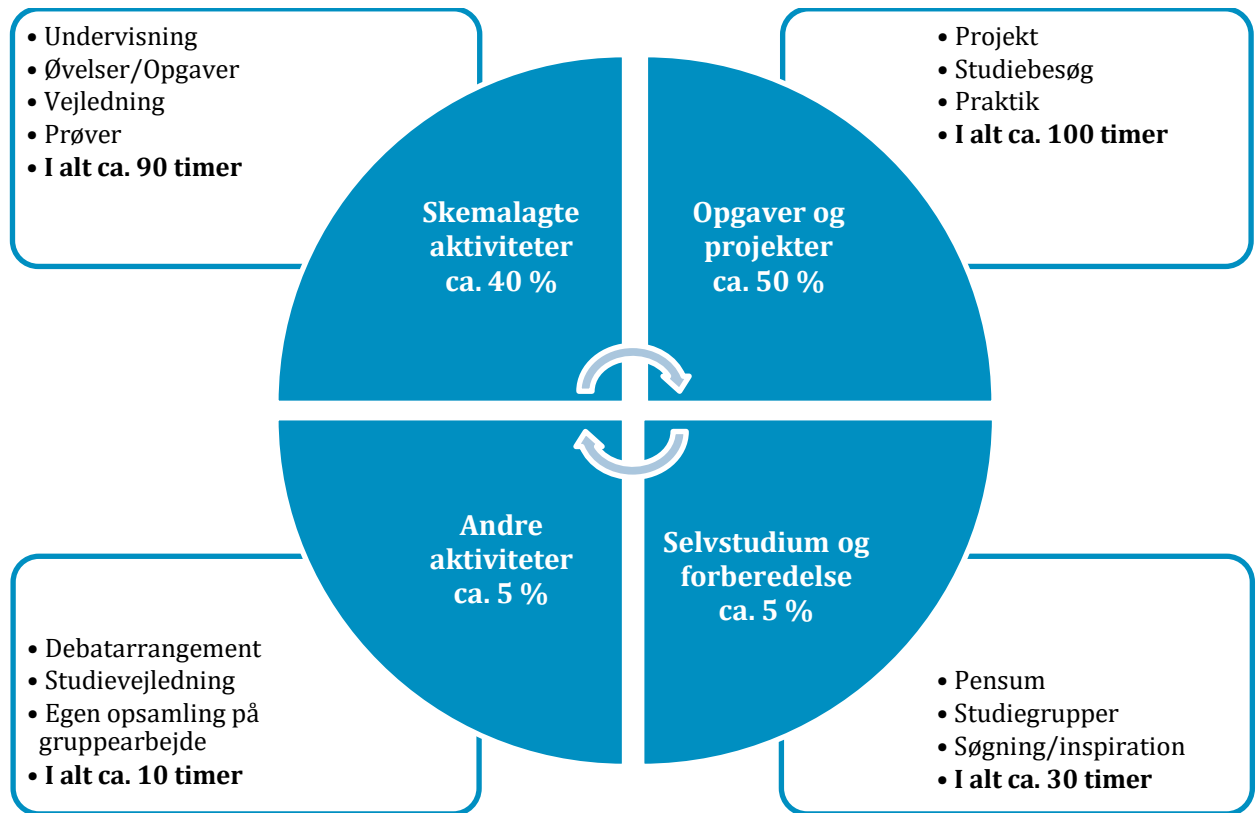 • Undervisning
• Øvelser/Opgaver
• Vejledning
• Prøver
• I alt ca. 90 timer
• Projekt
• Studiebesøg
• Praktik
• I alt ca. 100 timer
Skemalagte
aktiviteter
ca. 40 %
Opgaver og
projekter
ca. 50 %
Andre
aktiviteter
ca. 5 %
Selvstudium og
forberedelse
ca. 5 %
• Debatarrangement
• Studievejledning
• Egen opsamling på
gruppearbejde
• I alt ca. 10 timer
• Pensum
• Studiegrupper
• Søgning/inspiration
• I alt ca. 30 timer